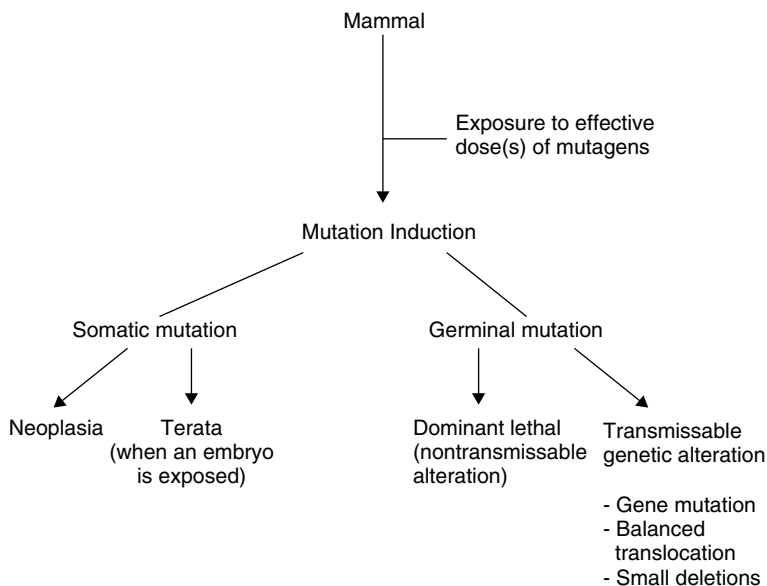 Mammal
Exposure to effective
dose(s) of mutagens
Mutation Induction
Somatic mutation
Germinal mutation
Neoplasia
Terata
(when an embryo
is exposed)
Dominant lethal
(nontransmissable
alteration)
Transmissable
genetic alteration
- Gene mutation
- Balanced
translocation
- Small deletions